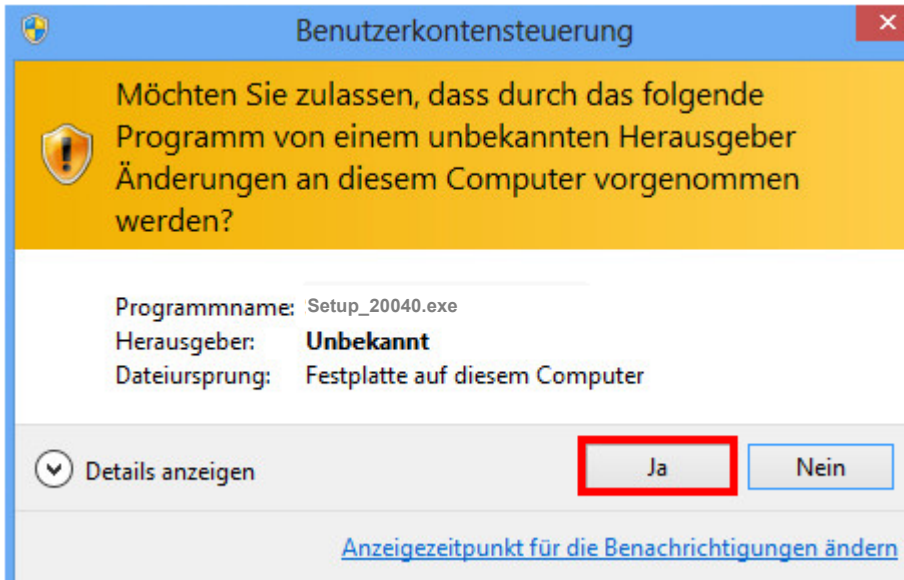 Benutzerkontensteuerung
Möchten Sie zulassen, dass durch das folgende
Programm von einem unbekannten Herausgeber
Änderungen an diesem Computer vorgenommen
werden?
Programmname: Setup_20040.exe
Herausgeber: Unbekannt
Dateiursprung: Festplatte auf diesem Computer
Details anzeigen Ja Nein
Anzeigezeitpunkt für die Benachrichtigungen ändern